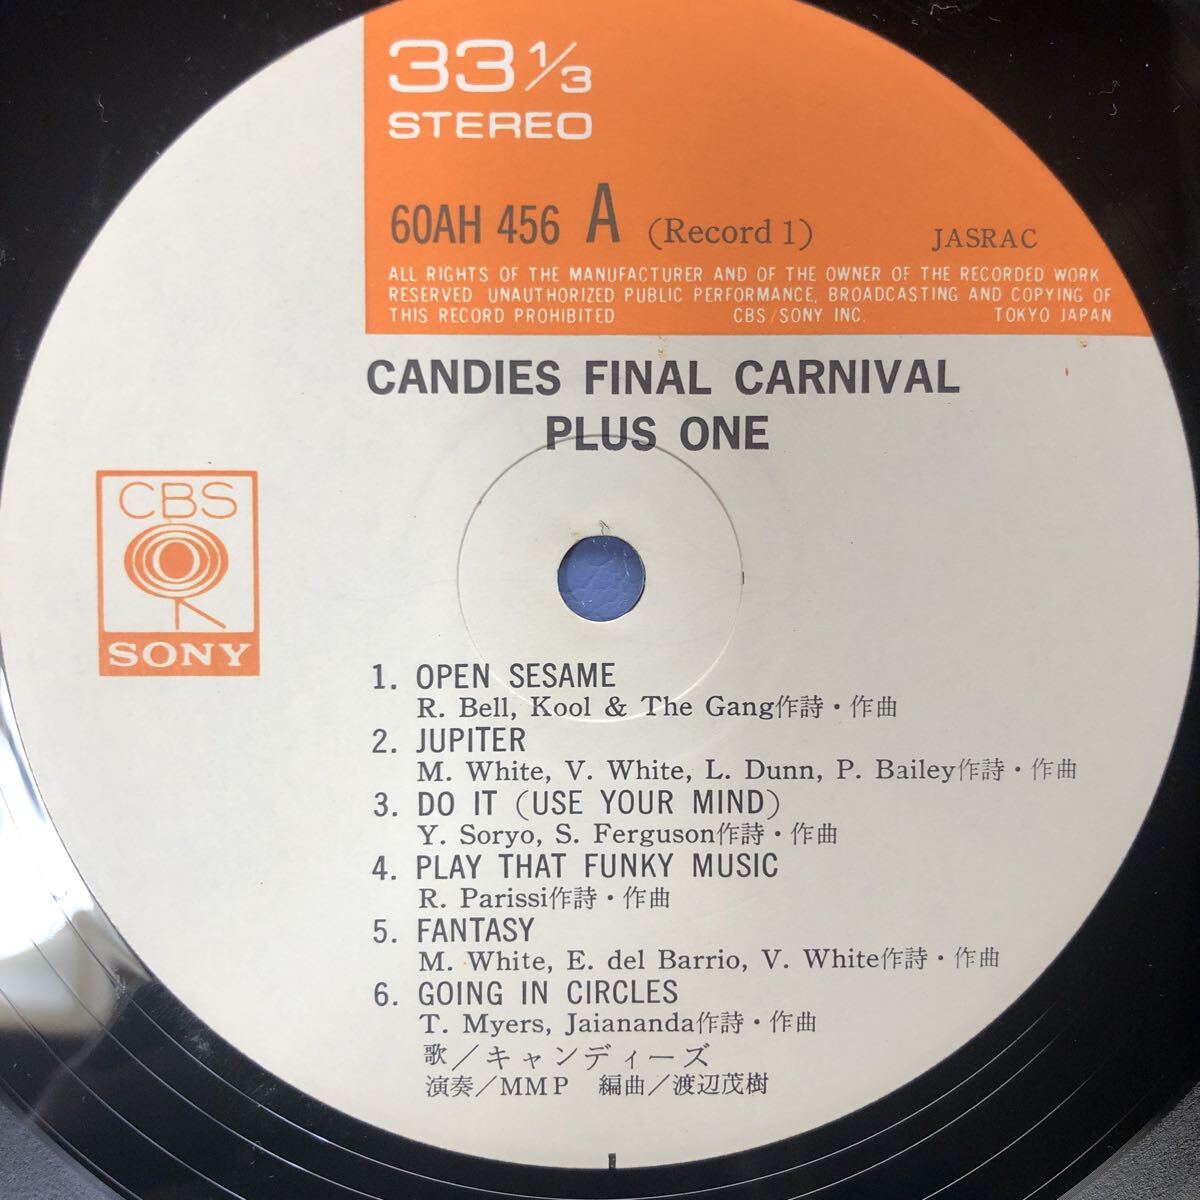 33 1/3
STEREO
60AH 456 A (Record 1) JASRAC
ALL RIGHTS OF THE MANUFACTURER AND OF THE OWNER OF THE RECORDED WORK
RESERVED UNAUTHORIZED PUBLIC PERFORMANCE, BROADCASTING AND COPYING OF
THIS RECORD PROHIBITED CBS/SONY INC. TOKYO JAPAN
CANDIES FINAL CARNIVAL
PLUS ONE
CBS
SONY
1. OPEN SESAME
R. Bell, Kool & The Gang作詩・作曲
2. JUPITER
M. White, V. White, L. Dunn, P. Bailey作詩・作曲
3. DO IT (USE YOUR MIND)
Y. Soryo, S. Ferguson作詩・作曲
4. PLAY THAT FUNKY MUSIC
R. Parissi作詩・作曲
5. FANTASY
M. White, E. del Barrio, V. White作詩・作曲
6. GOING IN CIRCLES
T. Myers, Jaiananda作詩・作曲
歌/キャンディーズ
演奏/MMP 編曲/渡辺茂樹